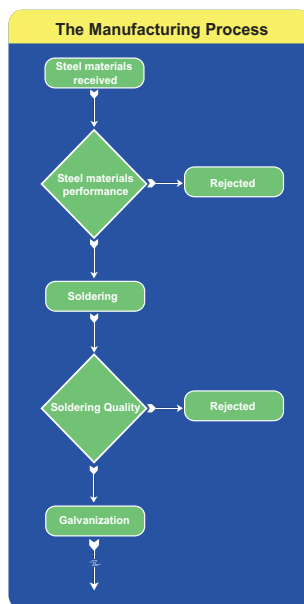 The Manufacturing Process
Steel materials
received
Steel materials
performance
Rejected
Soldering
Soldering Quality
Rejected
Galvanization